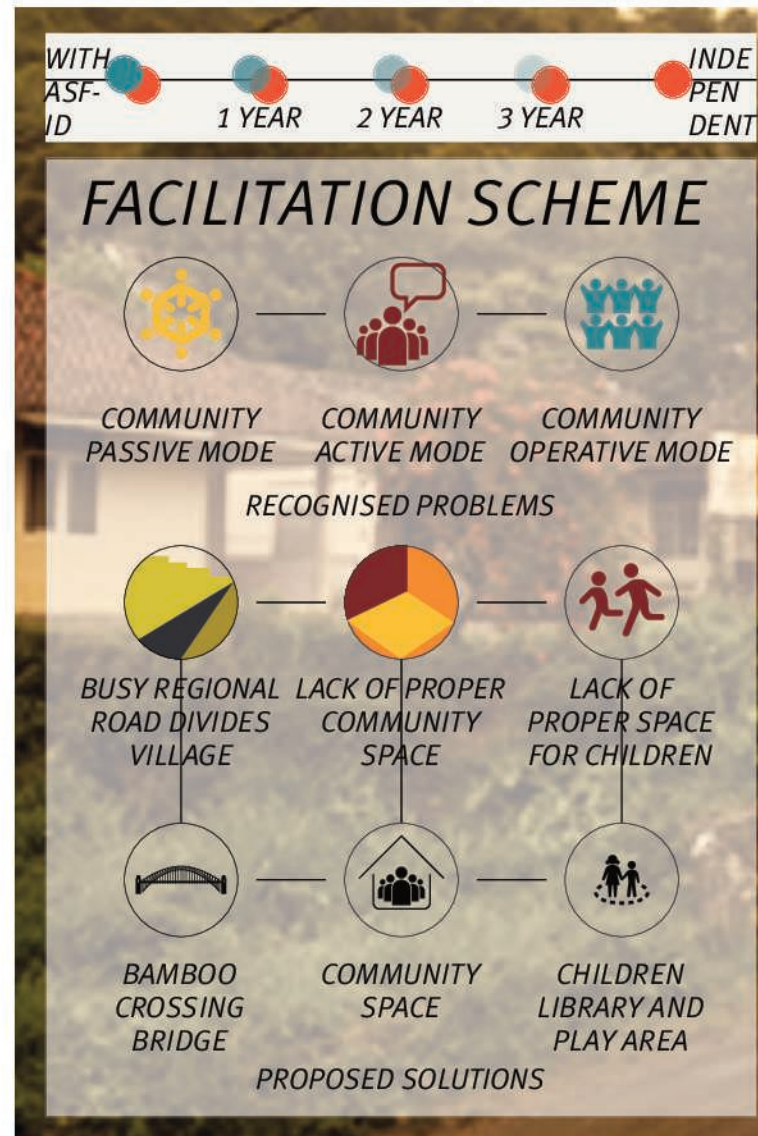 WITH
ASF-
ID
1 YEAR
2 YEAR
3 YEAR
INDE
PEN
DENT
FACILITATION SCHEME
COMMUNITY
PASSIVE MODE
COMMUNITY
ACTIVE MODE
COMMUNITY
OPERATIVE MODE
RECOGNISED PROBLEMS
BUSY REGIONAL
ROAD DIVIDES
VILLAGE
LACK OF PROPER
COMMUNITY
SPACE
LACK OF
PROPER SPACE
FOR CHILDREN
BAMBOO
CROSSING
BRIDGE
COMMUNITY
SPACE
CHILDREN
LIBRARY AND
PLAY AREA
PROPOSED SOLUTIONS